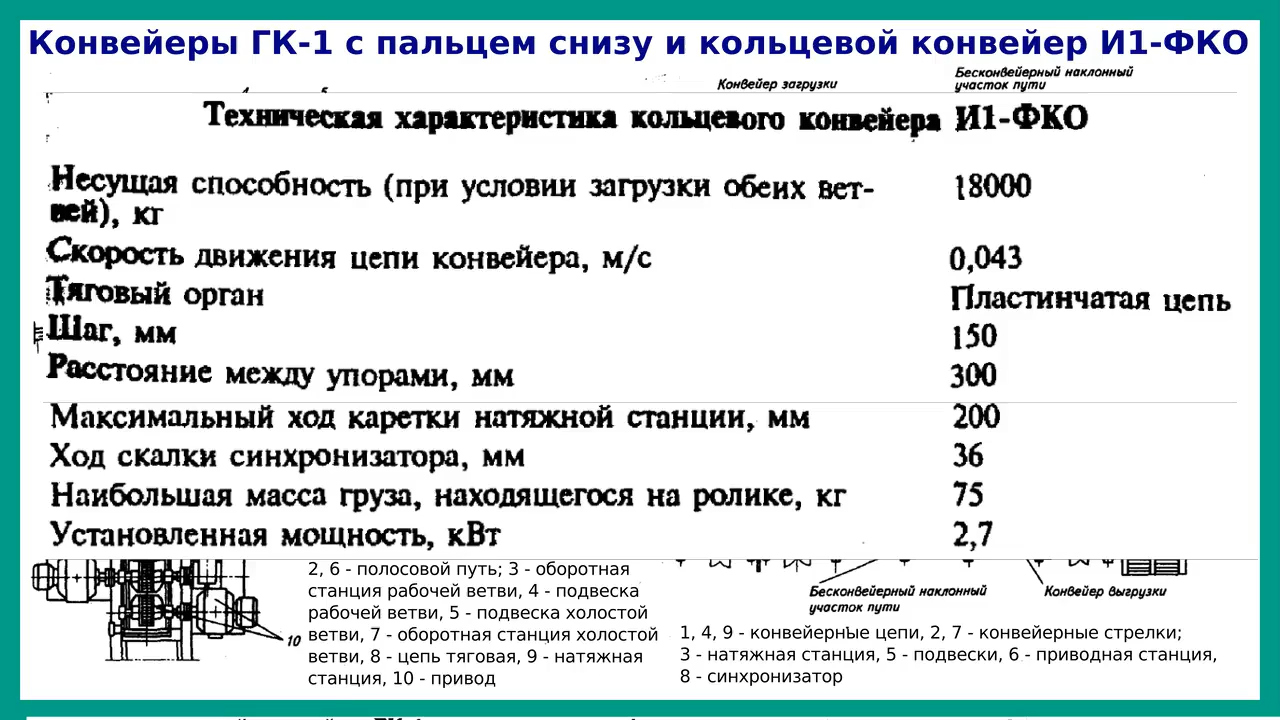 Конвейеры ГК-1 с пальцем снизу и кольцевой конвейер И1-ФКО
Конвейер загрузки
Бесконвейерный наклонный
участок пути
Техническая характеристика кольцевого конвейера И1-ФКО
Несущая способность (при условии загрузки обеих вет-
вей), кг 18000
Скорость движения цепи конвейера, м/с 0,043
Тяговый орган Пластинчатая цепь
Шаг, мм 150
Расстояние между упорами, мм 300
Максимальный ход каретки натяжной станции, мм 200
Ход скалки синхронизатора, мм 36
Наибольшая масса груза, находящегося на ролике, кг 75
Установленная мощность, кВт 2,7
10
2, 6 - полосовой путь; 3 - оборотная
станция рабочей ветви, 4 - подвеска
рабочей ветви, 5 - подвеска холостой
ветви, 7 - оборотная станция холостой
ветви, 8 - цепь тяговая, 9 - натяжная
станция, 10 - привод
Бесконвейерный наклонный
участок пути
Конвейер выгрузки
1, 4, 9 - конвейерные цепи, 2, 7 - конвейерные стрелки;
3 - натяжная станция, 5 - подвески, 6 - приводная станция,
8 - синхронизатор